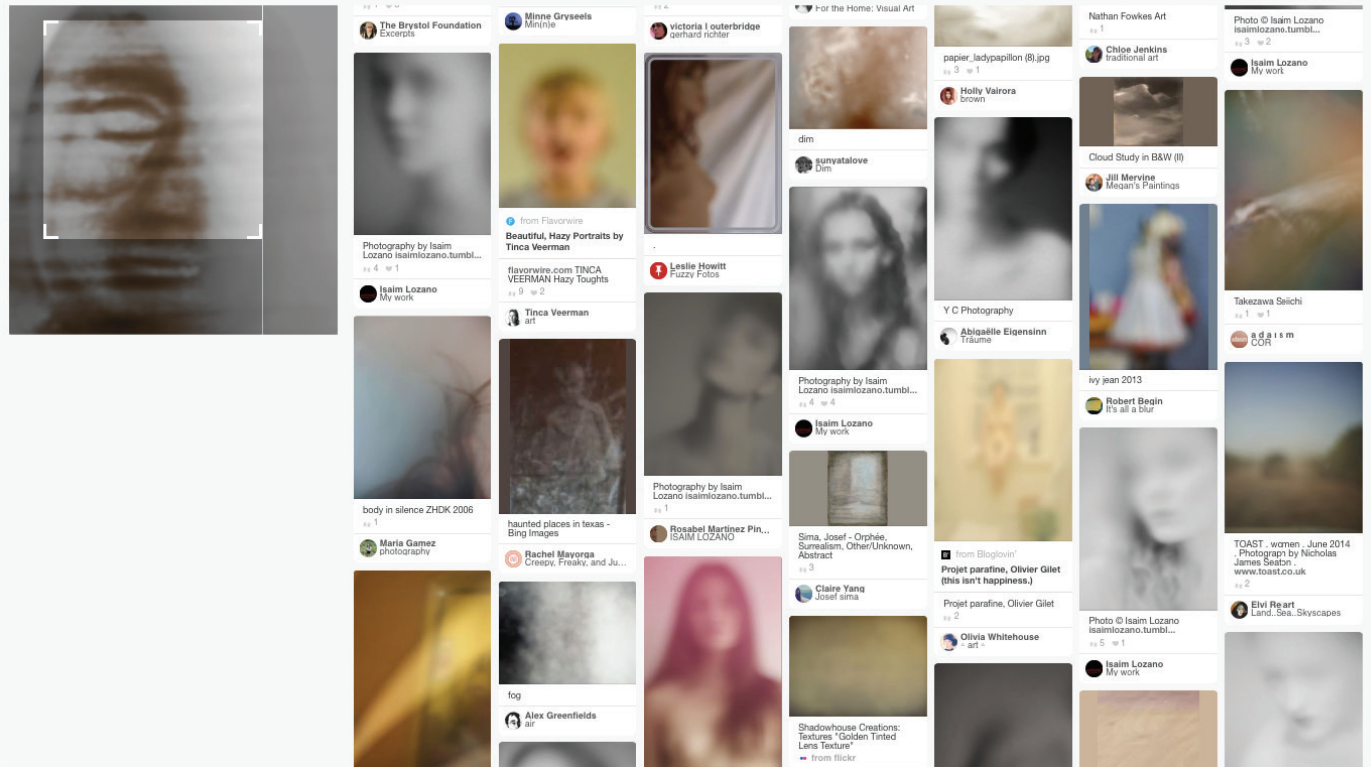 The Brystol Foundation
Excerpts
Photography by Isaim
Lozano isaimlozano.tumbl...
4 1
Isaim Lozano
My work
body in silence ZHDK 2006
1
Maria Gamez
photography
Minne Gryseels
Min(n)e
from Flavorwire
Beautiful, Hazy Portraits by
Tinca Veerman
flavorwire.com TINCA
VEERMAN Hazy Toughts
9 2
Tinca Veerman
art
haunted places in texas -
Bing Images
Rachel Mayorga
Creepy, Freaky, and Ju...
fog
Alex Greenfields
air
2
victoria l outerbridge
gerhard richter
.
Leslie Howitt
Fuzzy Fotos
Photography by Isaim
Lozano isaimlozano.tumbl...
1
Rosabel Martinez Pin...
ISAIM LOZANO
For the Home: Visual Art
dim
sunyatalove
Dim
Photography by Isaim
Lozano isaimlozano.tumbl...
4 4
Isaim Lozano
My work
Sima, Josef - Orphée,
Surrealism, Other/Unknown,
Abstract
3
Claire Yang
Josef sima
Shadowhouse Creations:
Textures "Golden Tinted
Lens Texture"
from flickr
papier_ladypapillon (8).jpg
3 1
Holly Vairora
brown
Y C Photography
Abigaëlle Eigensinn
Träume
from Bloglovin'
Projet parafine, Olivier Gilet
(this isn't happiness.)
Projet parafine, Olivier Gilet
2
Olivia Whitehouse
◦ art ◦
Nathan Fowkes Art
1
Chloe Jenkins
traditional art
Cloud Study in B&W (II)
Jill Mervine
Megan's Paintings
ivy jean 2013
Robert Begin
It's all a blur
Photo © Isaim Lozano
isaimlozano.tumbl...
5 1
Isaim Lozano
My work
Photo © Isaim Lozano
isaimlozano.tumbl...
3 2
Isaim Lozano
My work
Takezawa Seiichi
1 1
a d a i s m
COR
TOAST . women . June 2014
. Photograph by Nicholas
James Seaton .
www.toast.co.uk
2
Elvi Reart
Land..Sea..Skyscapes